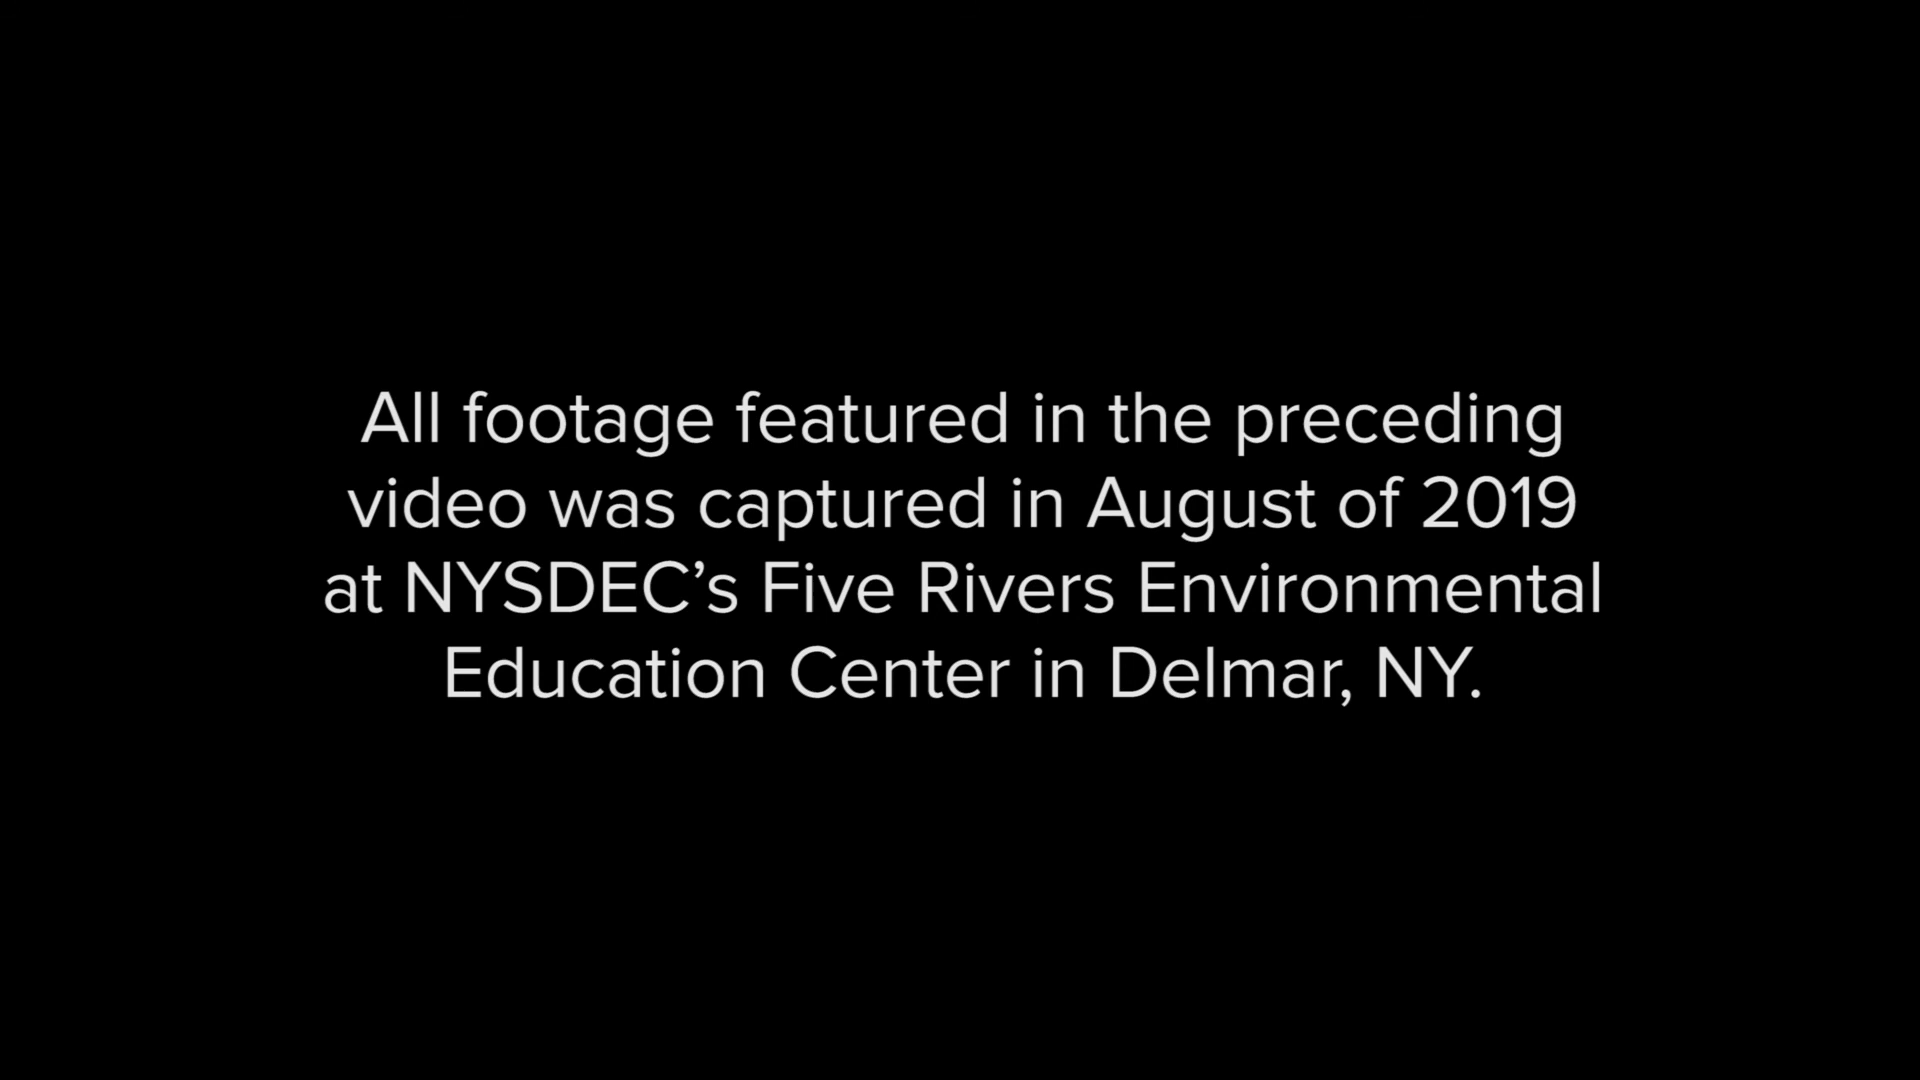 All footage featured in the preceding
video was captured in August of 2019
at NYSDEC’s Five Rivers Environmental
Education Center in Delmar, NY.